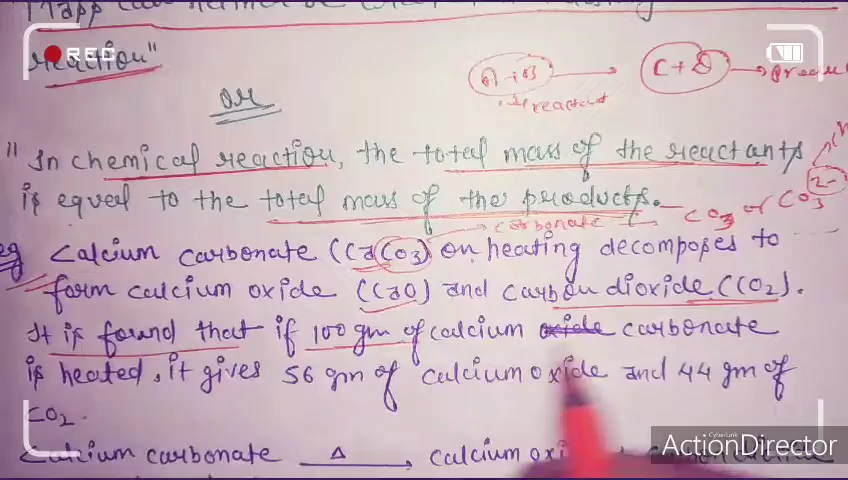 REC
reaction"
or
A+B → C+D → 
reactant
" In chemical reaction, the total mass of the reactants
is equal to the total mass of the products.
carbonate CO3 or CO3 2-
eg Calcium carbonate (CaCO3) on heating decomposes to
form calcium oxide (CaO) and carbon dioxide (CO2).
It is found that if 100 gm of calcium oxide carbonate
is heated, it gives 56 gm of calcium oxide and 44 gm of
CO2.
Calcium carbonate Δ→ calcium oxi
CyberLink
ActionDirector